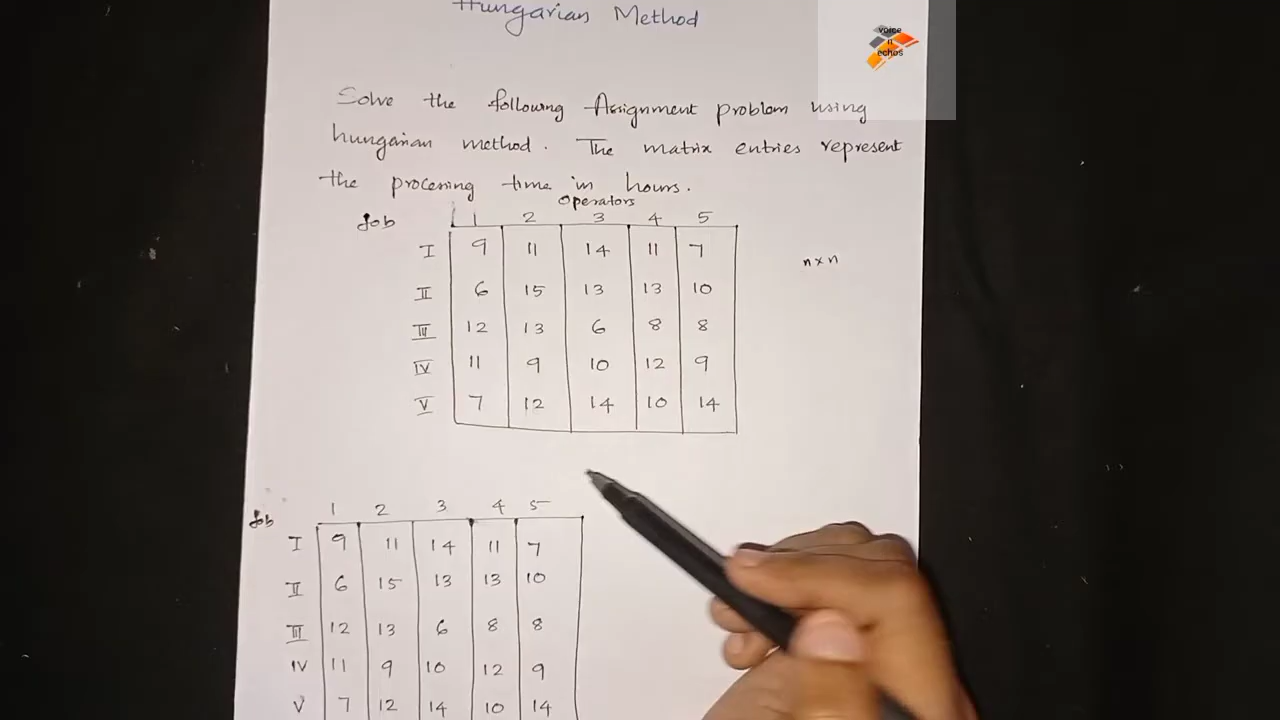 Hungarian Method
voice
n
echos
Solve the following Assignment problem using
hungarian method. The matrix entries represent
the procening time in hours.
Operators
Job 1 2 3 4 5
I 9 11 14 11 7
n×n
II 6 15 13 13 10
III 12 13 6 8 8
IV 11 9 10 12 9
V 7 12 14 10 14
Job 1 2 3 4 5
I 9 11 14 11 7
II 6 15 13 13 10
III 12 13 6 8 8
IV 11 9 10 12 9
V 7 12 14 10 14